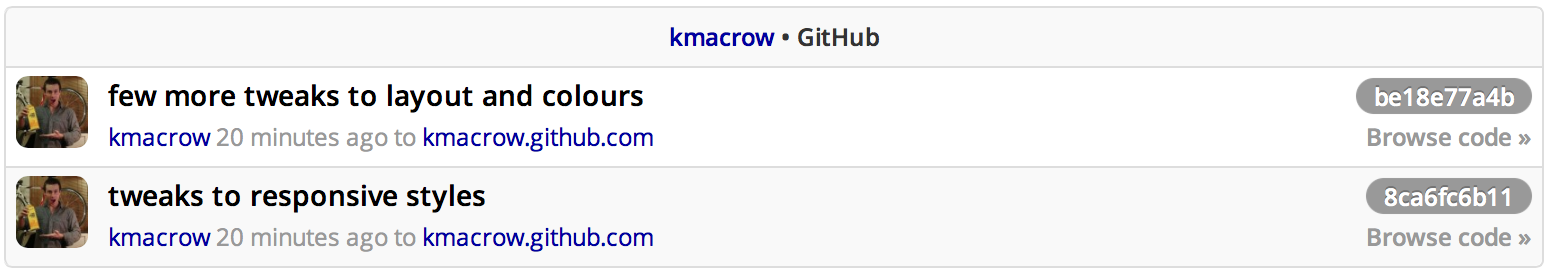 kmacrow • GitHub
few more tweaks to layout and colours be18e77a4b
kmacrow 20 minutes ago to kmacrow.github.com Browse code »
tweaks to responsive styles 8ca6fc6b11
kmacrow 20 minutes ago to kmacrow.github.com Browse code »